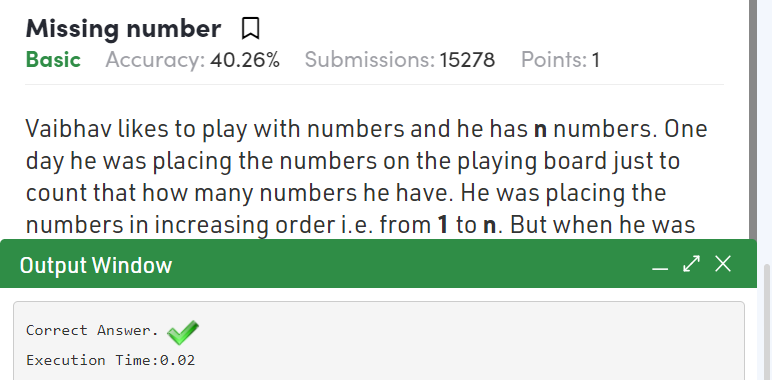 Missing number
Basic Accuracy: 40.26% Submissions: 15278 Points: 1
Vaibhav likes to play with numbers and he has n numbers. One
day he was placing the numbers on the playing board just to
count that how many numbers he have. He was placing the
numbers in increasing order i.e. from 1 to n. But when he was
Output Window
Correct Answer.
Execution Time:0.02